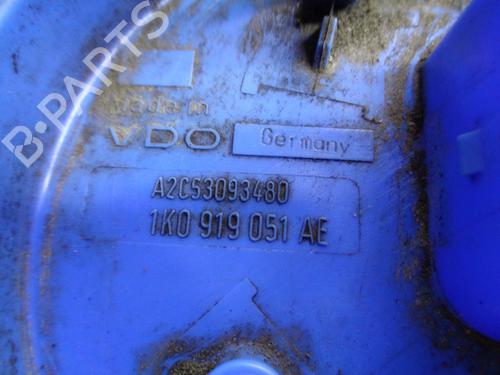 B-PARTS
Made in
VDO Germany
A2C53093480
1K0 919 051 AE